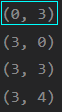 (0, 3)
(3, 0)
(3, 3)
(3, 4)